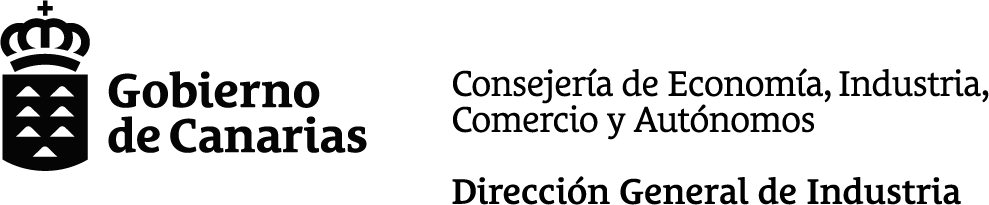 Gobierno
de Canarias
Consejería de Economía, Industria,
Comercio y Autónomos
Dirección General de Industria